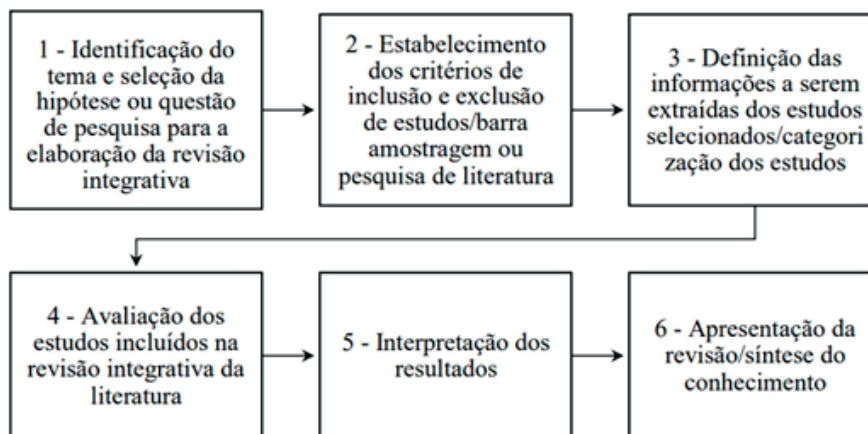 1 - Identificação do
tema e seleção da
hipótese ou questão
de pesquisa para a
elaboração da revisão
integrativa
2 - Estabelecimento
dos critérios de
inclusão e exclusão
de estudos/barra
amostragem ou
pesquisa de literatura
3 - Definição das
informações a serem
extraídas dos estudos
selecionados/categori
zação dos estudos
4 - Avaliação dos
estudos incluídos na
revisão integrativa da
literatura
5 - Interpretação dos
resultados
6 - Apresentação da
revisão/síntese do
conhecimento